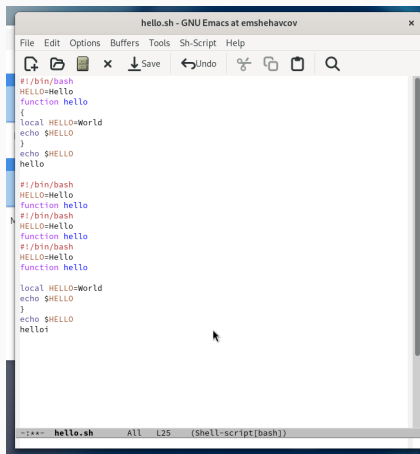 hello.sh - GNU Emacs at emshehavcov ×
File Edit Options Buffers Tools Sh-Script Help
Save Undo
#!/bin/bash
HELLO=Hello
function hello
{
local HELLO=World
echo $HELLO
}
echo $HELLO
hello

#!/bin/bash
HELLO=Hello
function hello
#!/bin/bash
HELLO=Hello
function hello
#!/bin/bash
HELLO=Hello
function hello

local HELLO=World
echo $HELLO
}
echo $HELLO
helloi
-:**- hello.sh All L25 (Shell-script[bash])